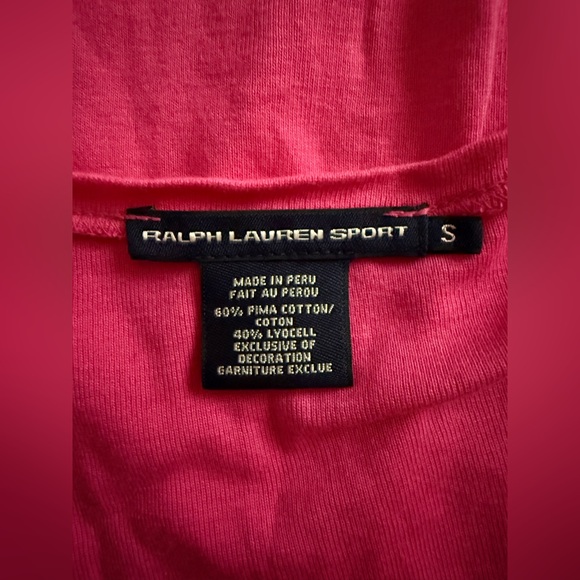 RALPH LAUREN SPORT S
MADE IN PERU
FAIT AU PEROU
60% PIMA COTTON/
COTON
40% LYOCELL
EXCLUSIVE OF
DECORATION
GARNITURE EXCLUE